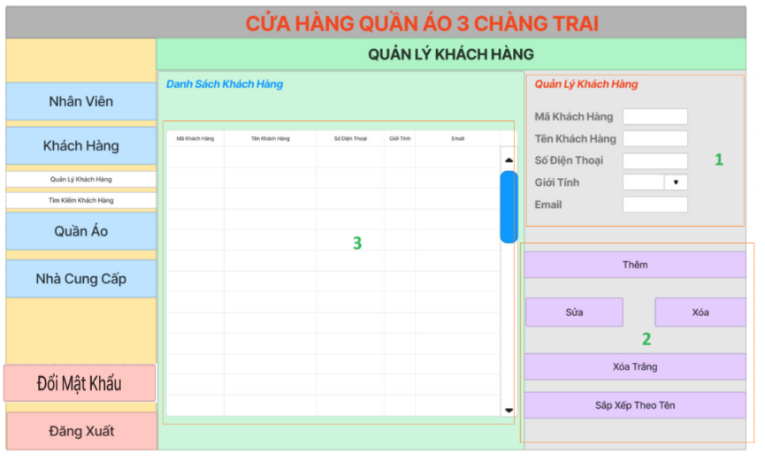 CỬA HÀNG QUẦN ÁO 3 CHÀNG TRAI
QUẢN LÝ KHÁCH HÀNG
Nhân Viên
Khách Hàng
Quản Lý Khách Hàng
Tìm Kiếm Khách Hàng
Quần Áo
Nhà Cung Cấp
Đổi Mật Khẩu
Đăng Xuất
Danh Sách Khách Hàng
Mã Khách Hàng Tên Khách Hàng Số Điện Thoại Giới Tính Email
3
Quản Lý Khách Hàng
Mã Khách Hàng
Tên Khách Hàng
Số Điện Thoại
Giới Tính
Email
1
Thêm
Sửa Xóa
2
Xóa Trắng
Sắp Xếp Theo Tên